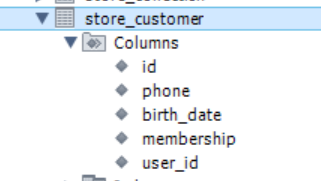 store_customer
Columns
id
phone
birth_date
membership
user_id